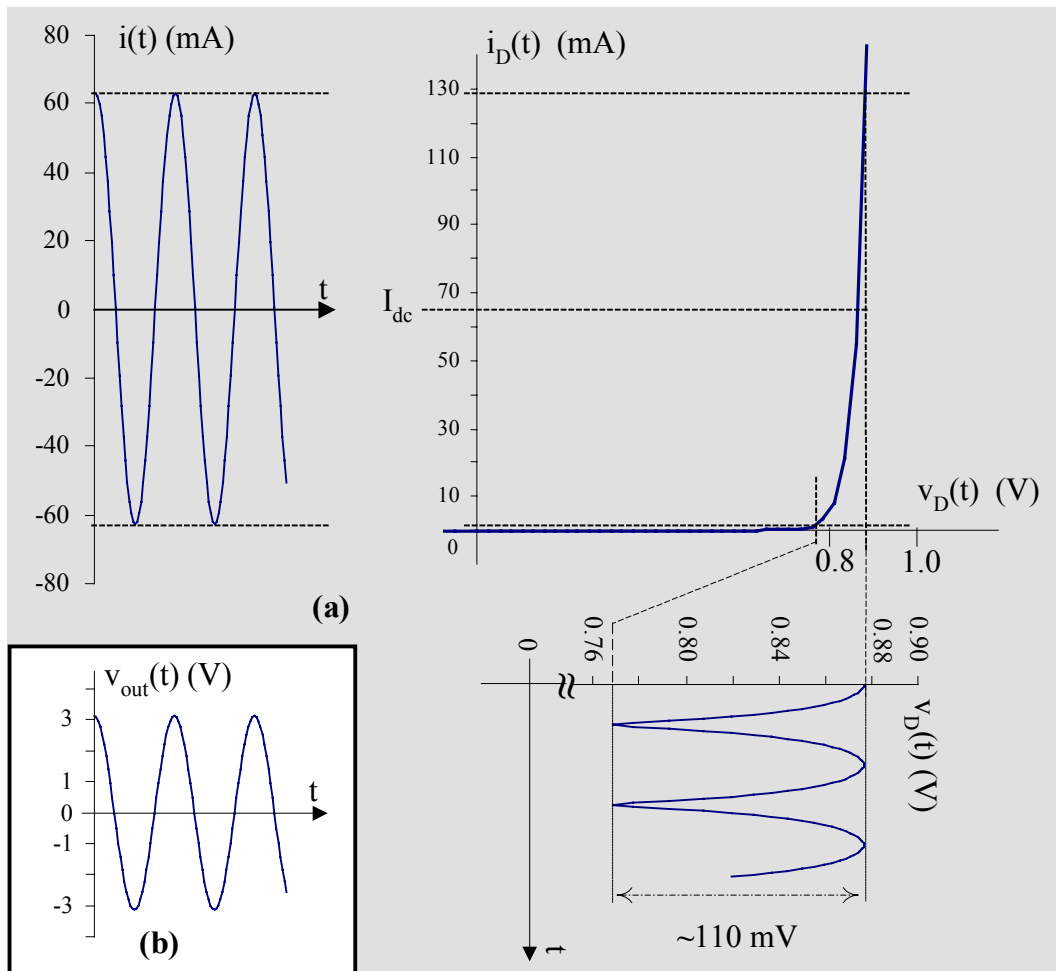 i(t) (mA)
80
60
40
20
0
-20
-40
-60
-80
t
(a)
i_D(t) (mA)
130
110
90
70
I_dc
50
30
10
0
v_D(t) (V)
0.8
1.0
0
0.76
0.80
0.84
0.88
0.90
v_D(t) (V)
~110 mV
t
v_out(t) (V)
3
1
0
-1
-3
t
(b)